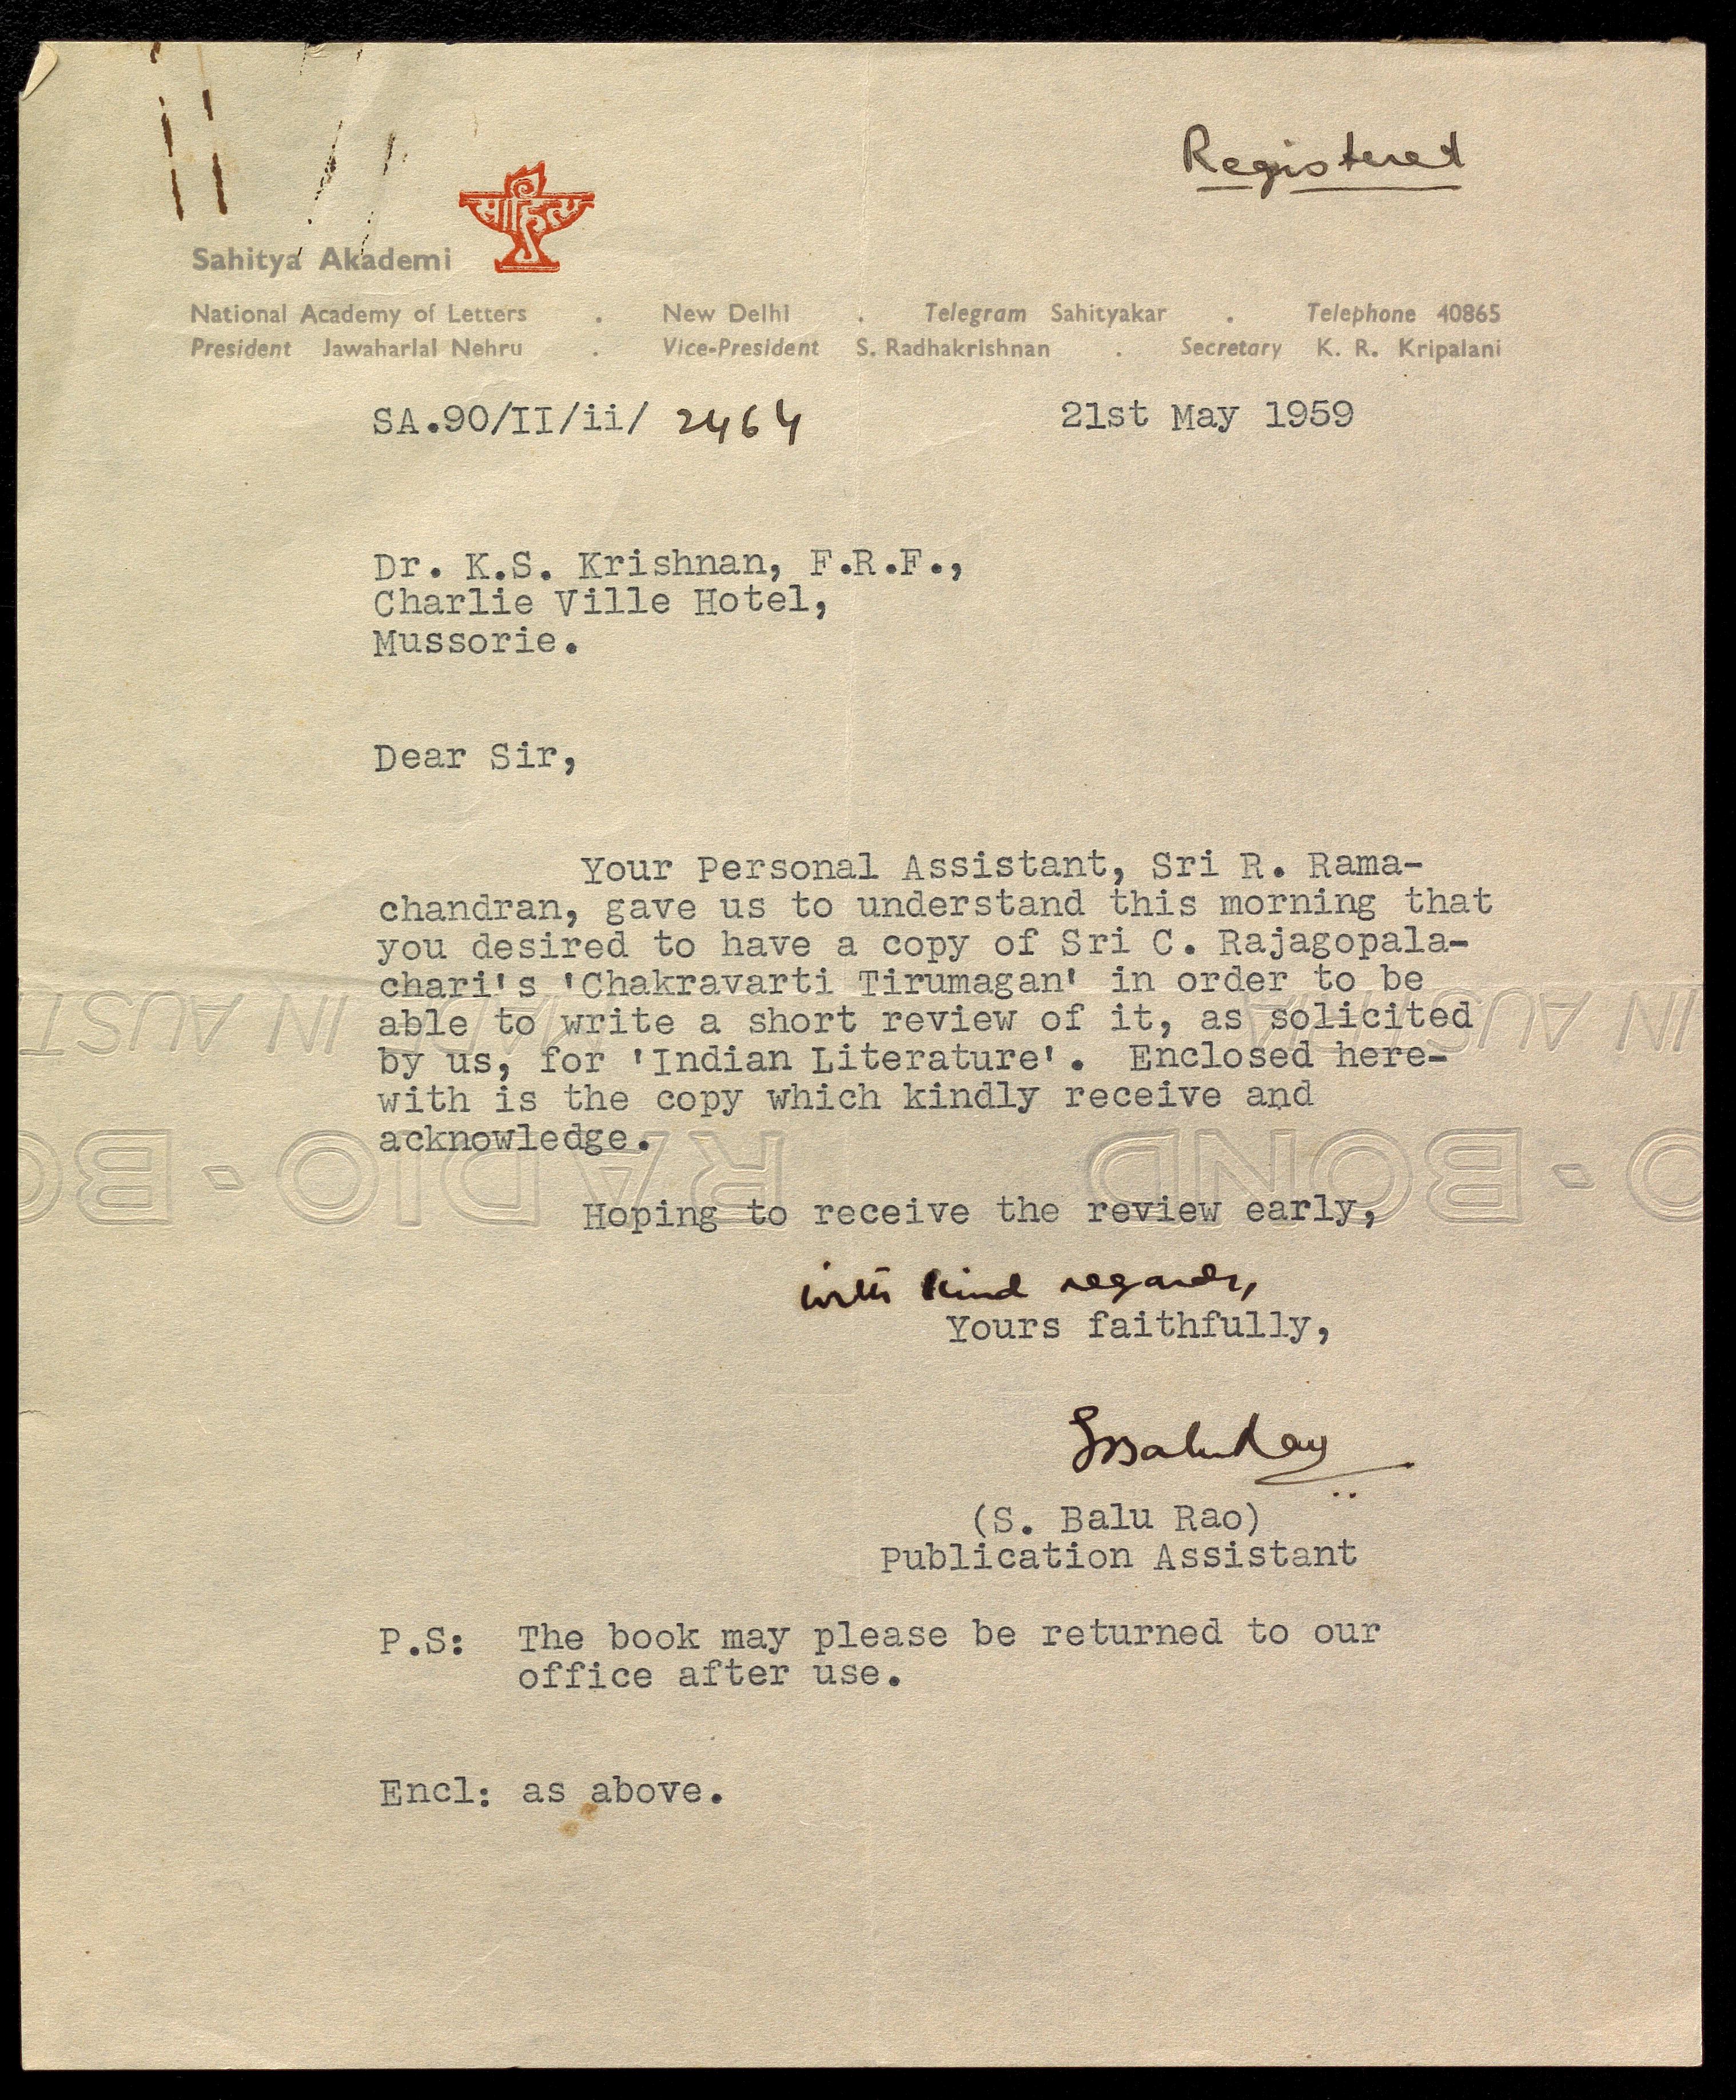 Registered
साहित्य
Sahitya Akademi
National Academy of Letters . New Delhi . Telegram Sahityakar . Telephone 40865
President Jawaharlal Nehru . Vice-President S. Radhakrishnan . Secretary K. R. Kripalani
SA.90/II/ii/ 2464 21st May 1959
Dr. K.S. Krishnan, F.R.F.,
Charlie Ville Hotel,
Mussorie.
Dear Sir,
Your Personal Assistant, Sri R. Rama-
chandran, gave us to understand this morning that
you desired to have a copy of Sri C. Rajagopala-
chari's 'Chakravarti Tirumagan' in order to be
able to write a short review of it, as solicited
by us, for 'Indian Literature'. Enclosed here-
with is the copy which kindly receive and
acknowledge.
Hoping to receive the review early,
with kind regards,
Yours faithfully,
SBaluRao
(S. Balu Rao)
Publication Assistant
P.S: The book may please be returned to our
office after use.
Encl: as above.
MADE IN AUSTRIA
RADIO·BOND